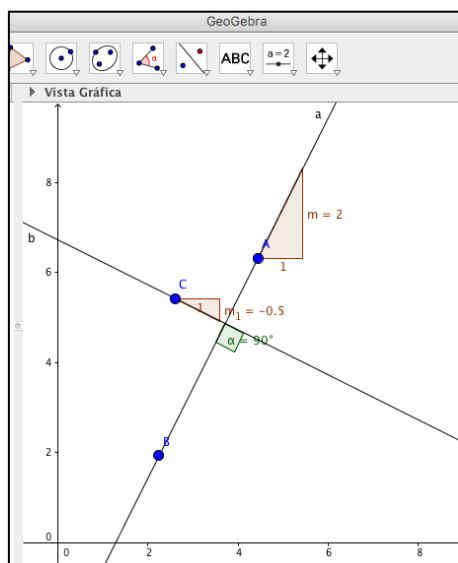 GeoGebra
α
ABC
a=2
Vista Gráfica
a
8
m = 2
A
b
6
1
C
1
m1 = −0.5
4
α = 90°
B
2
0
0
2
4
6
8